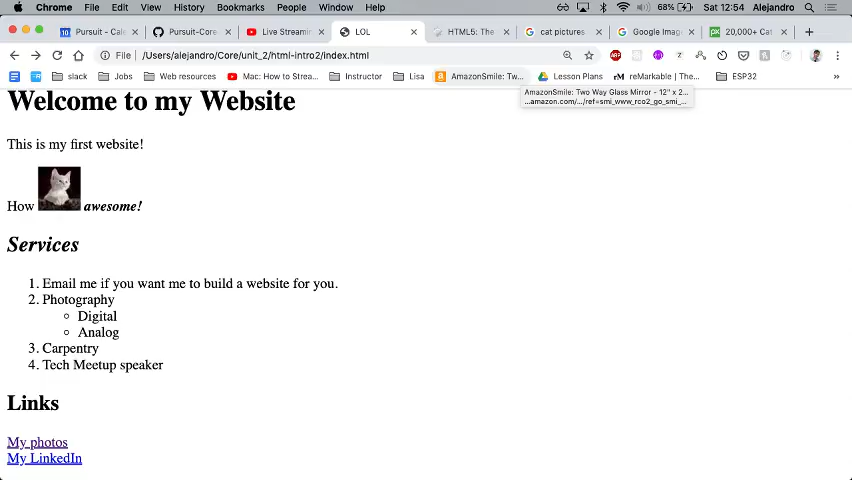 Chrome File Edit View History Bookmarks People Window Help 68% Sat 12:54 Alejandro
Pursuit - Cale Pursuit-Core LOL HTML5: The cat pictures Google Imag 20,000+ Cat
Live Streamin
File /Users/alejandro/Core/unit_2/html-intro2/index.html
slack Jobs Web resources Mac: How to Strea... Instructor Lisa AmazonSmile: Tw... Lesson Plans reMarkable | The... ESP32 »
AmazonSmile: Two Way Glass Mirror - 12" x 2...
...amazon.com/.../ref=smi_www_rco2_go_smi_...
Welcome to my Website
This is my first website!
How awesome!
Services
1. Email me if you want me to build a website for you.
2. Photography
Digital
Analog
3. Carpentry
4. Tech Meetup speaker
Links
My photos
My LinkedIn